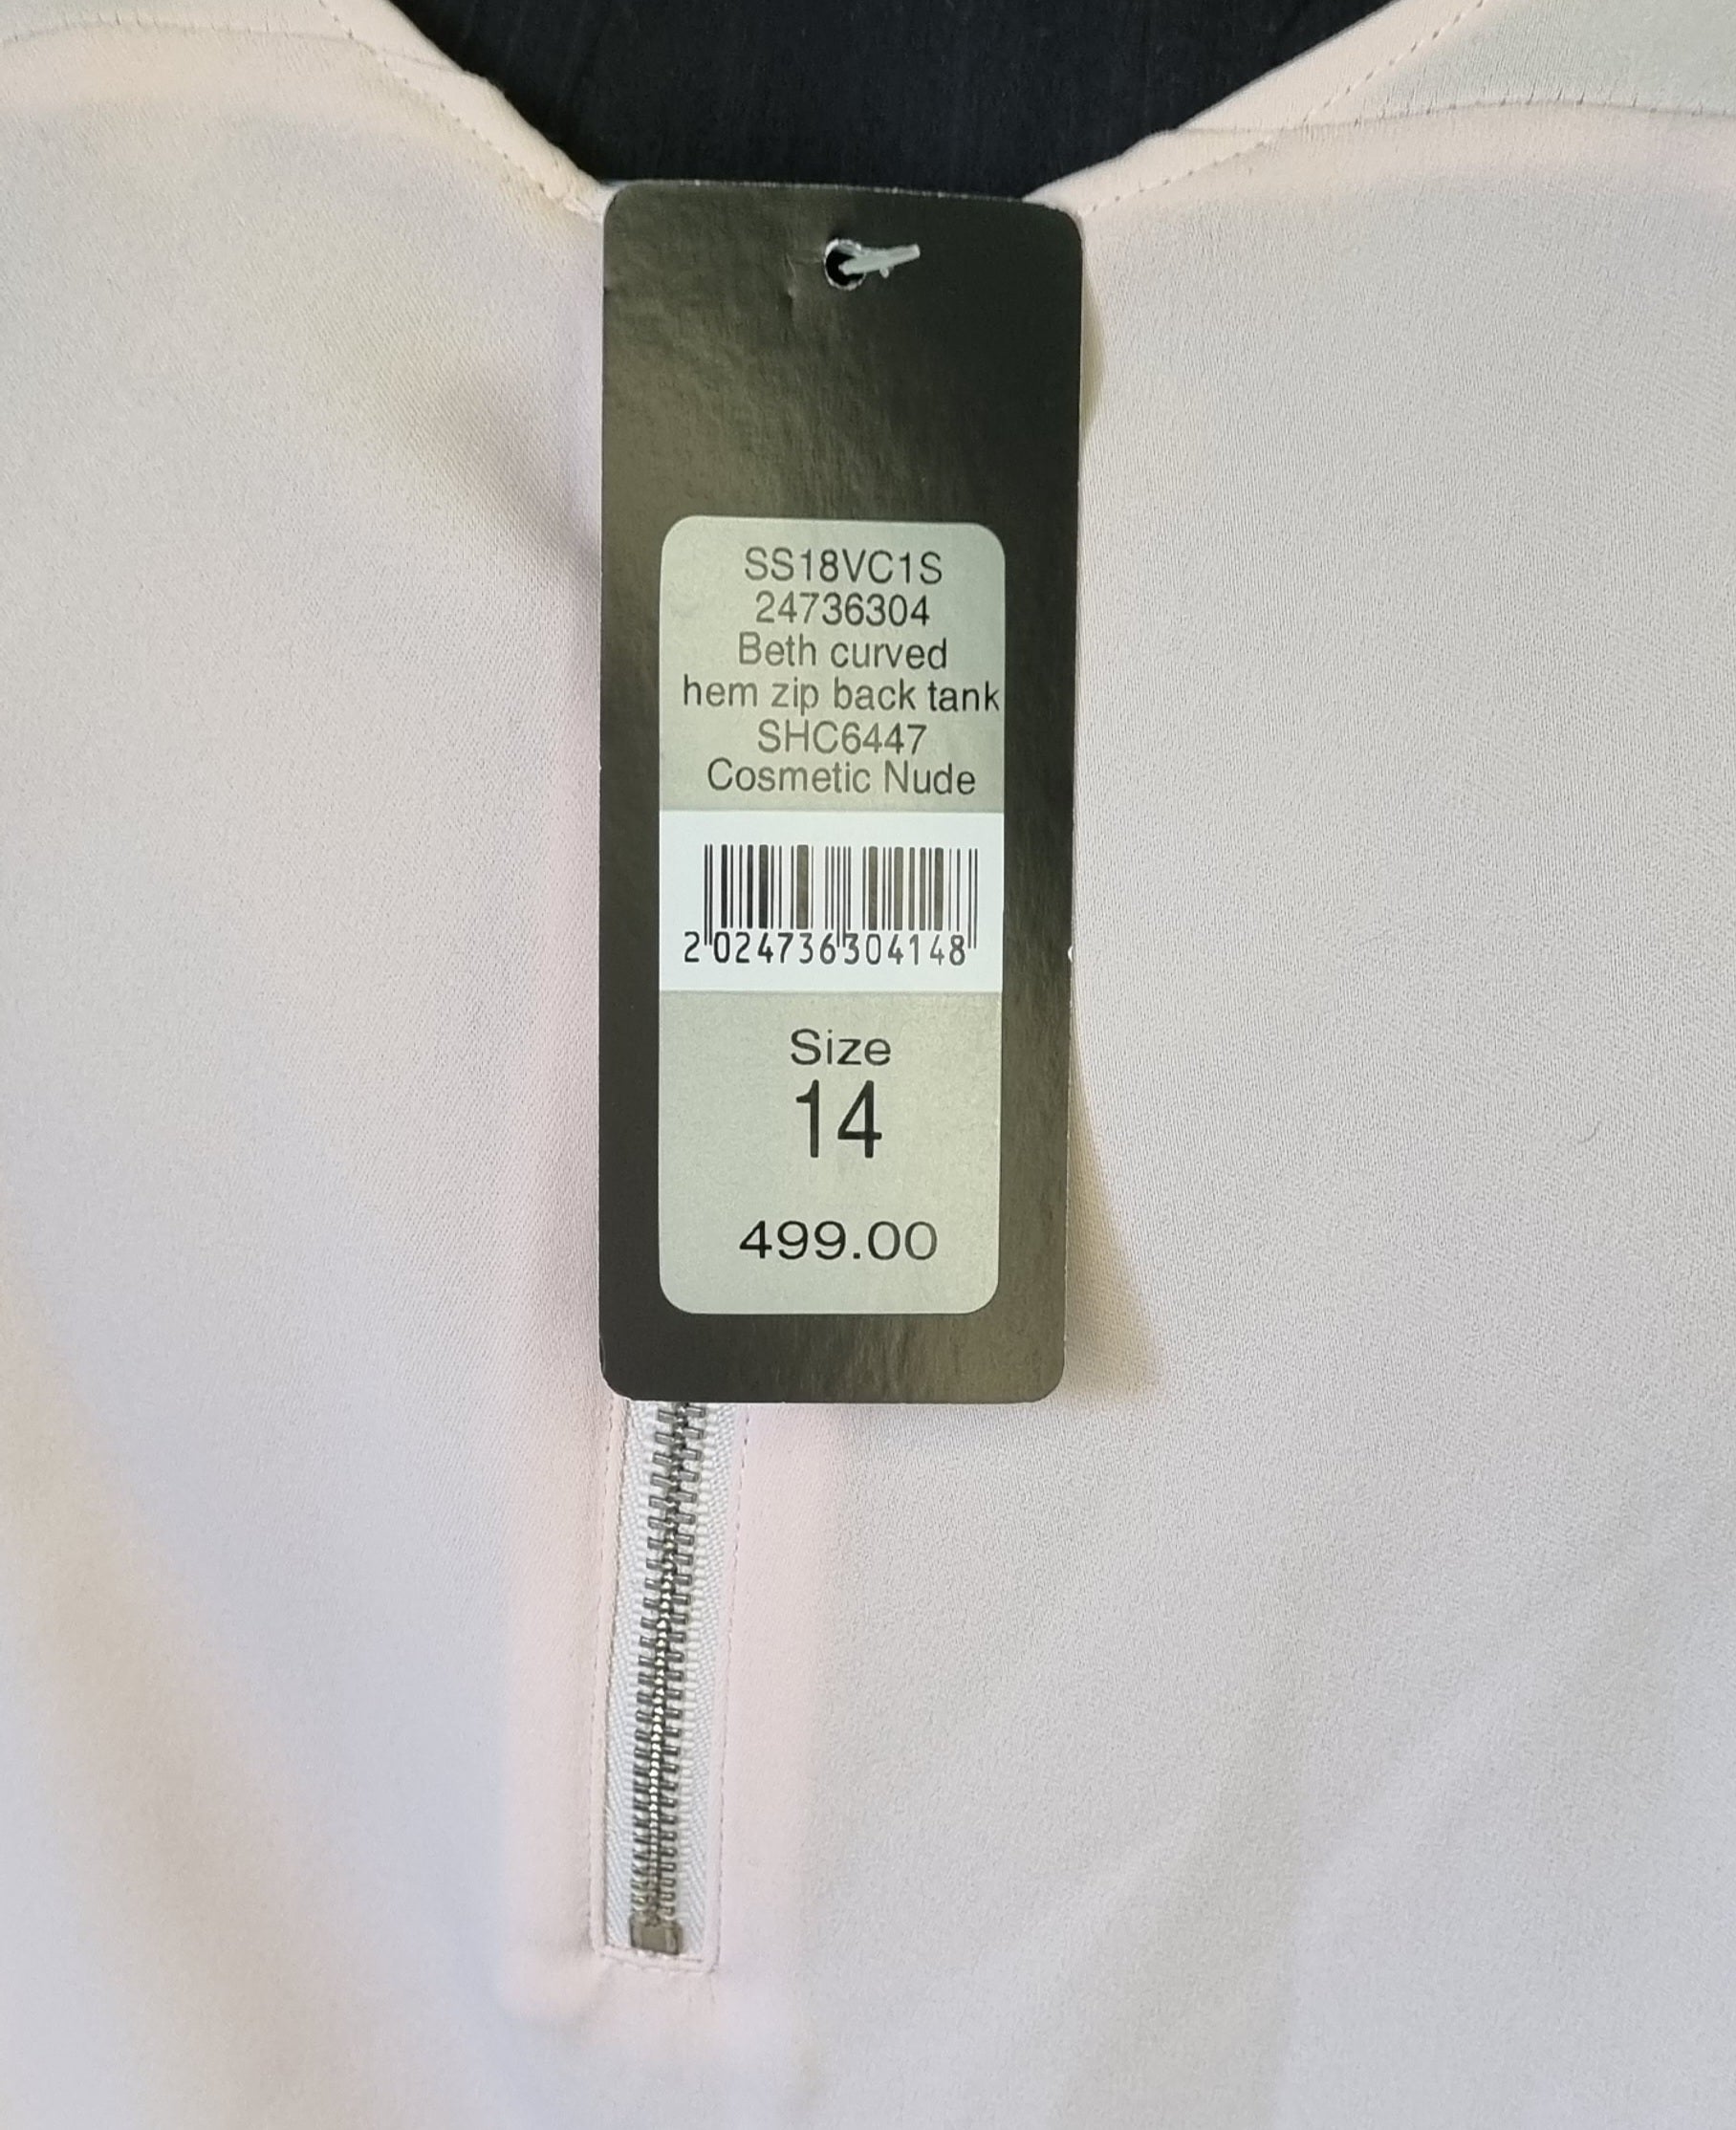 SS18VC1S
24736304
Beth curved
hem zip back tank
SHC6447
Cosmetic Nude
2 024736 304148
Size
14
499.00